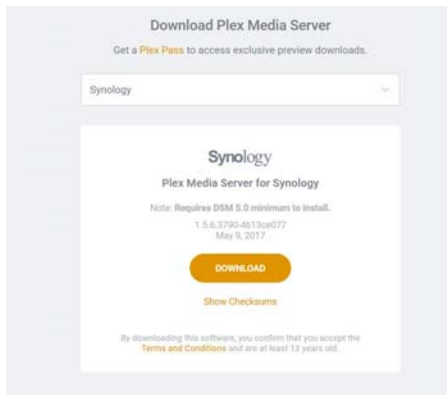 Download Plex Media Server
Get a Plex Pass to access exclusive preview downloads.
Synology
Synology
Plex Media Server for Synology
Note: Requires DSM 5.0 minimum to install.
1.5.6.3790-4613ce077
May 9, 2017
DOWNLOAD
Show Checksums
By downloading this software, you confirm that you accept the
Terms and Conditions and are at least 13 years old.